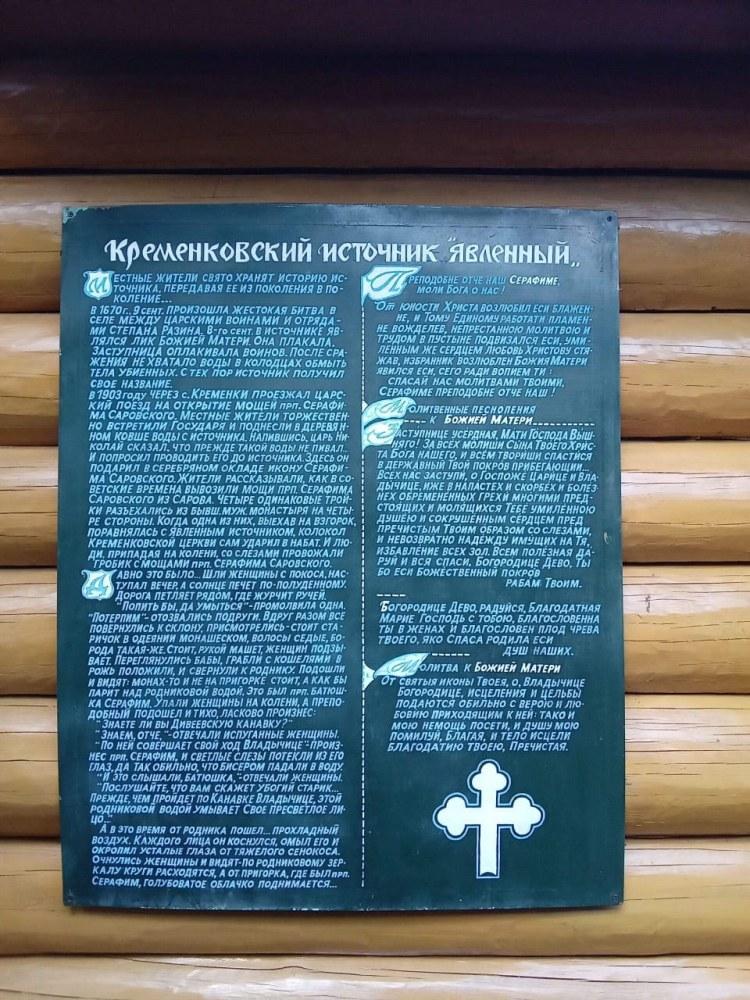 Кременковский источник "явленный"
Местные жители свято хранят историю ис-
точника, передавая ее из поколения в по-
коление...
в 1670г. 9 сент. произошла жестокая битва в
селе между царскими воинами и отряда-
ми Степана Разина. 8-го сент. в источнике яв-
лялся лик Божией Матери. Она плакала.
Заступница оплакивала воинов. После сра-
жения не хватало воды в колодцах обмыть
тела убиенных. С тех пор источник получил
свое название.
в 1903 году через с. Кременки проезжал царс-
кий поезд на открытие мощей прп. Серафи-
ма Саровского. Местные жители торжествен-
но встретили Государя и поднесли в деревян-
ном ковше воды с источника. Напившись, царь Ни-
колай сказал, что прежде такой воды не пивал...
и попросил проводить его до источника. Здесь он
подарил в серебряном окладе икону Серафи-
ма Саровского. Жители рассказывали, как в со-
ветские времена вывозили мощи прп. Серафима
Саровского из Сарова. Четыре одинаковые трой-
ки разъехались из бывш. муж. монастыря на четы-
ре стороны. Когда одна из них, выехав на взгорок,
поравнялась с явленным источником, колокол
Кременковской церкви сам ударил в набат. И лю-
ди, припадая на колени, со слезами провожали
гробик с мощами прп. Серафима Саровского.
Давно это было... Шли женщины с покоса, нас-
тупал вечер, а солнце печет по-полуденному.
Дорога петляет рядом, где журчит ручей.
"Попить бы, да умыться" -промолвила одна.
"Потерпим" -отозвались подруги. Вдруг разом все
повернулись к склону, присмотрелись- стоит ста-
ричок в одеянии монашеском, волосы седые, бо-
рода такая-же. Стоит, рукой машет, женщин подзы-
вает. Переглянулись бабы, грабли с кошелями в
рожь положили, и свернули к роднику. Подошли
и видят: монах- то и не на пригорке стоит, а как бы
парит над родниковой водой. Это был прп. батюш-
ка Серафим. Упали женщины на колени, а препо-
добный подошел и тихо, ласково произнес:
"Знаете ли вы Дивеевскую канавку?"
"Знаем, отче," -отвечали испуганные женщины.
"По ней совершает свой ход Владычице" -произ-
нес прп. Серафим, и светлые слезы потекли из его
глаз, да так обильно, что бисером падали в воду.
"И это слышали, батюшка," -отвечали женщины.
"Послушайте, что вам скажет убогий старик...
Прежде, чем пройдет по Канавке Владычице, этой
родниковой водой умывает Свое пресветлое ли-
цо..."
А в это время от родника пошел... прохладный
воздух. Каждого лица он коснулся, омыл его и
окропил усталые глаза от тяжелого сенокоса.
Очнулись женщины и видят- по родниковому зер-
калу круги расходятся, а от пригорка, где был прп.
Серафим, голубоватое облачко поднимается...
Преподобне отче наш Серафиме,
моли Бога о нас!
От юности Христа возлюбил еси блажен-
не, и Тому Единому работати пламен-
не вожделев, непрестанною молитвою и
трудом в пустыне подвизался еси, уми-
ленным же сердцем любовь Христову стя-
жав, избранник возлюблен Божия Матери
явился еси, сего ради вопием ти:
Спасай нас молитвами твоими,
Серафиме преподобне отче наш!
Молитвенные песнопения
к Божией Матери
Заступнице усердная, Мати Господа Выш-
няго! За всех молиши Сына Твоего Хрис-
та Бога нашего, и всем твориши спастися
в державный Твой покров прибегающим...
Всех нас заступи, о Госпоже Царице и Вла-
дычице, иже в напастех и скорбех и болез-
нех обремененных грехи многими пред-
стоящих и молящихся Тебе умиленною
душею и сокрушенным сердцем пред
пречистым Твоим образом со слезами,
и невозвратно надежду имущих на Тя,
избавление всех зол. Всем полезная да-
руй и вся спаси, Богородице Дево, Ты
бо еси Божественный покров
рабам Твоим.
Богородице Дево, радуйся, Благодатная
Марие Господь с тобою, благословенна
ты в женах и благословен плод чрева
твоего, яко Спаса родила еси
душ наших.
Молитва к Божией Матери
От святыя иконы Твоея, о, Владычице
Богородице, исцеления и цельбы
подаются обильно с верою и лю-
бовию приходящим к ней: тако и
мою немощь посети, и душу мою
помилуй, Благая, и тело исцели
благодатию Твоею, Пречистая.